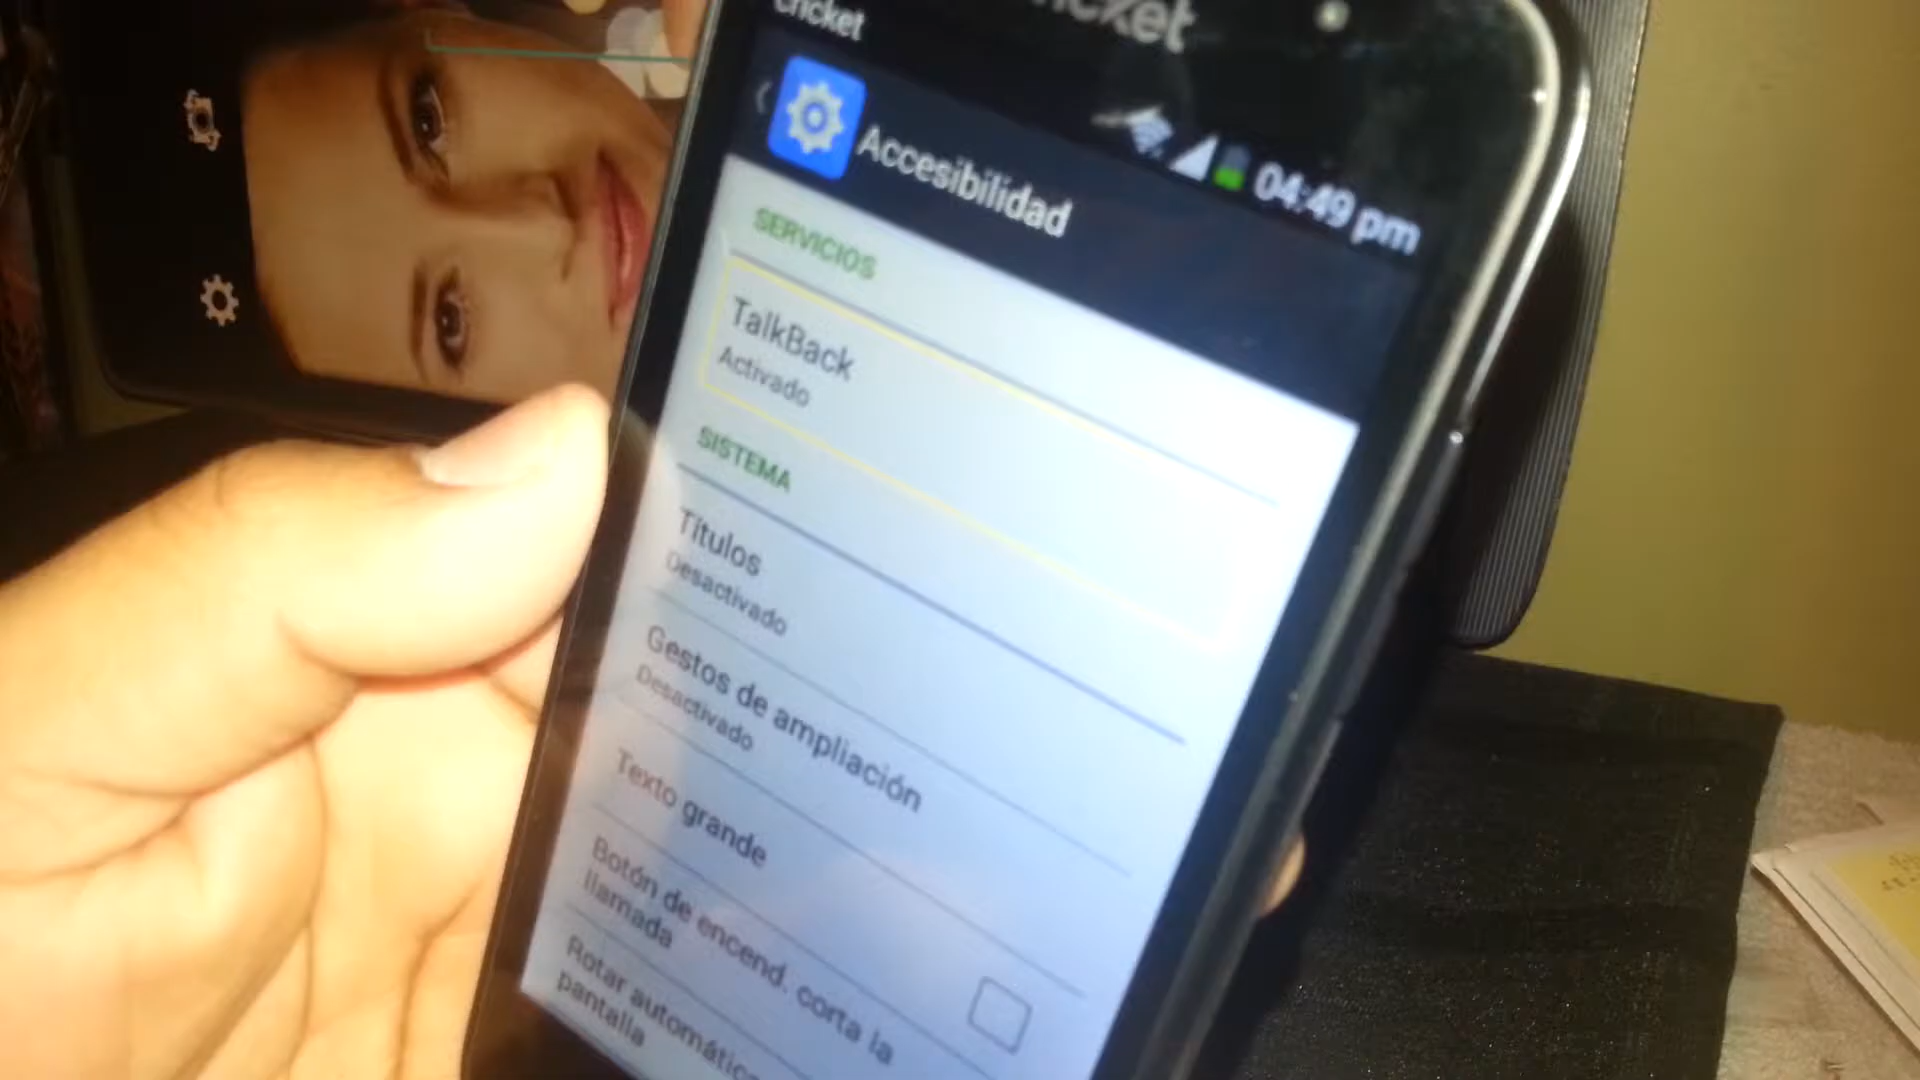 cricket
cricket
04:49 pm
Accesibilidad
SERVICIOS
TalkBack
Activado
SISTEMA
Títulos
Desactivado
Gestos de ampliación
Desactivado
Texto grande
Botón de encend. corta la
llamada
Rotar automátic
pantalla